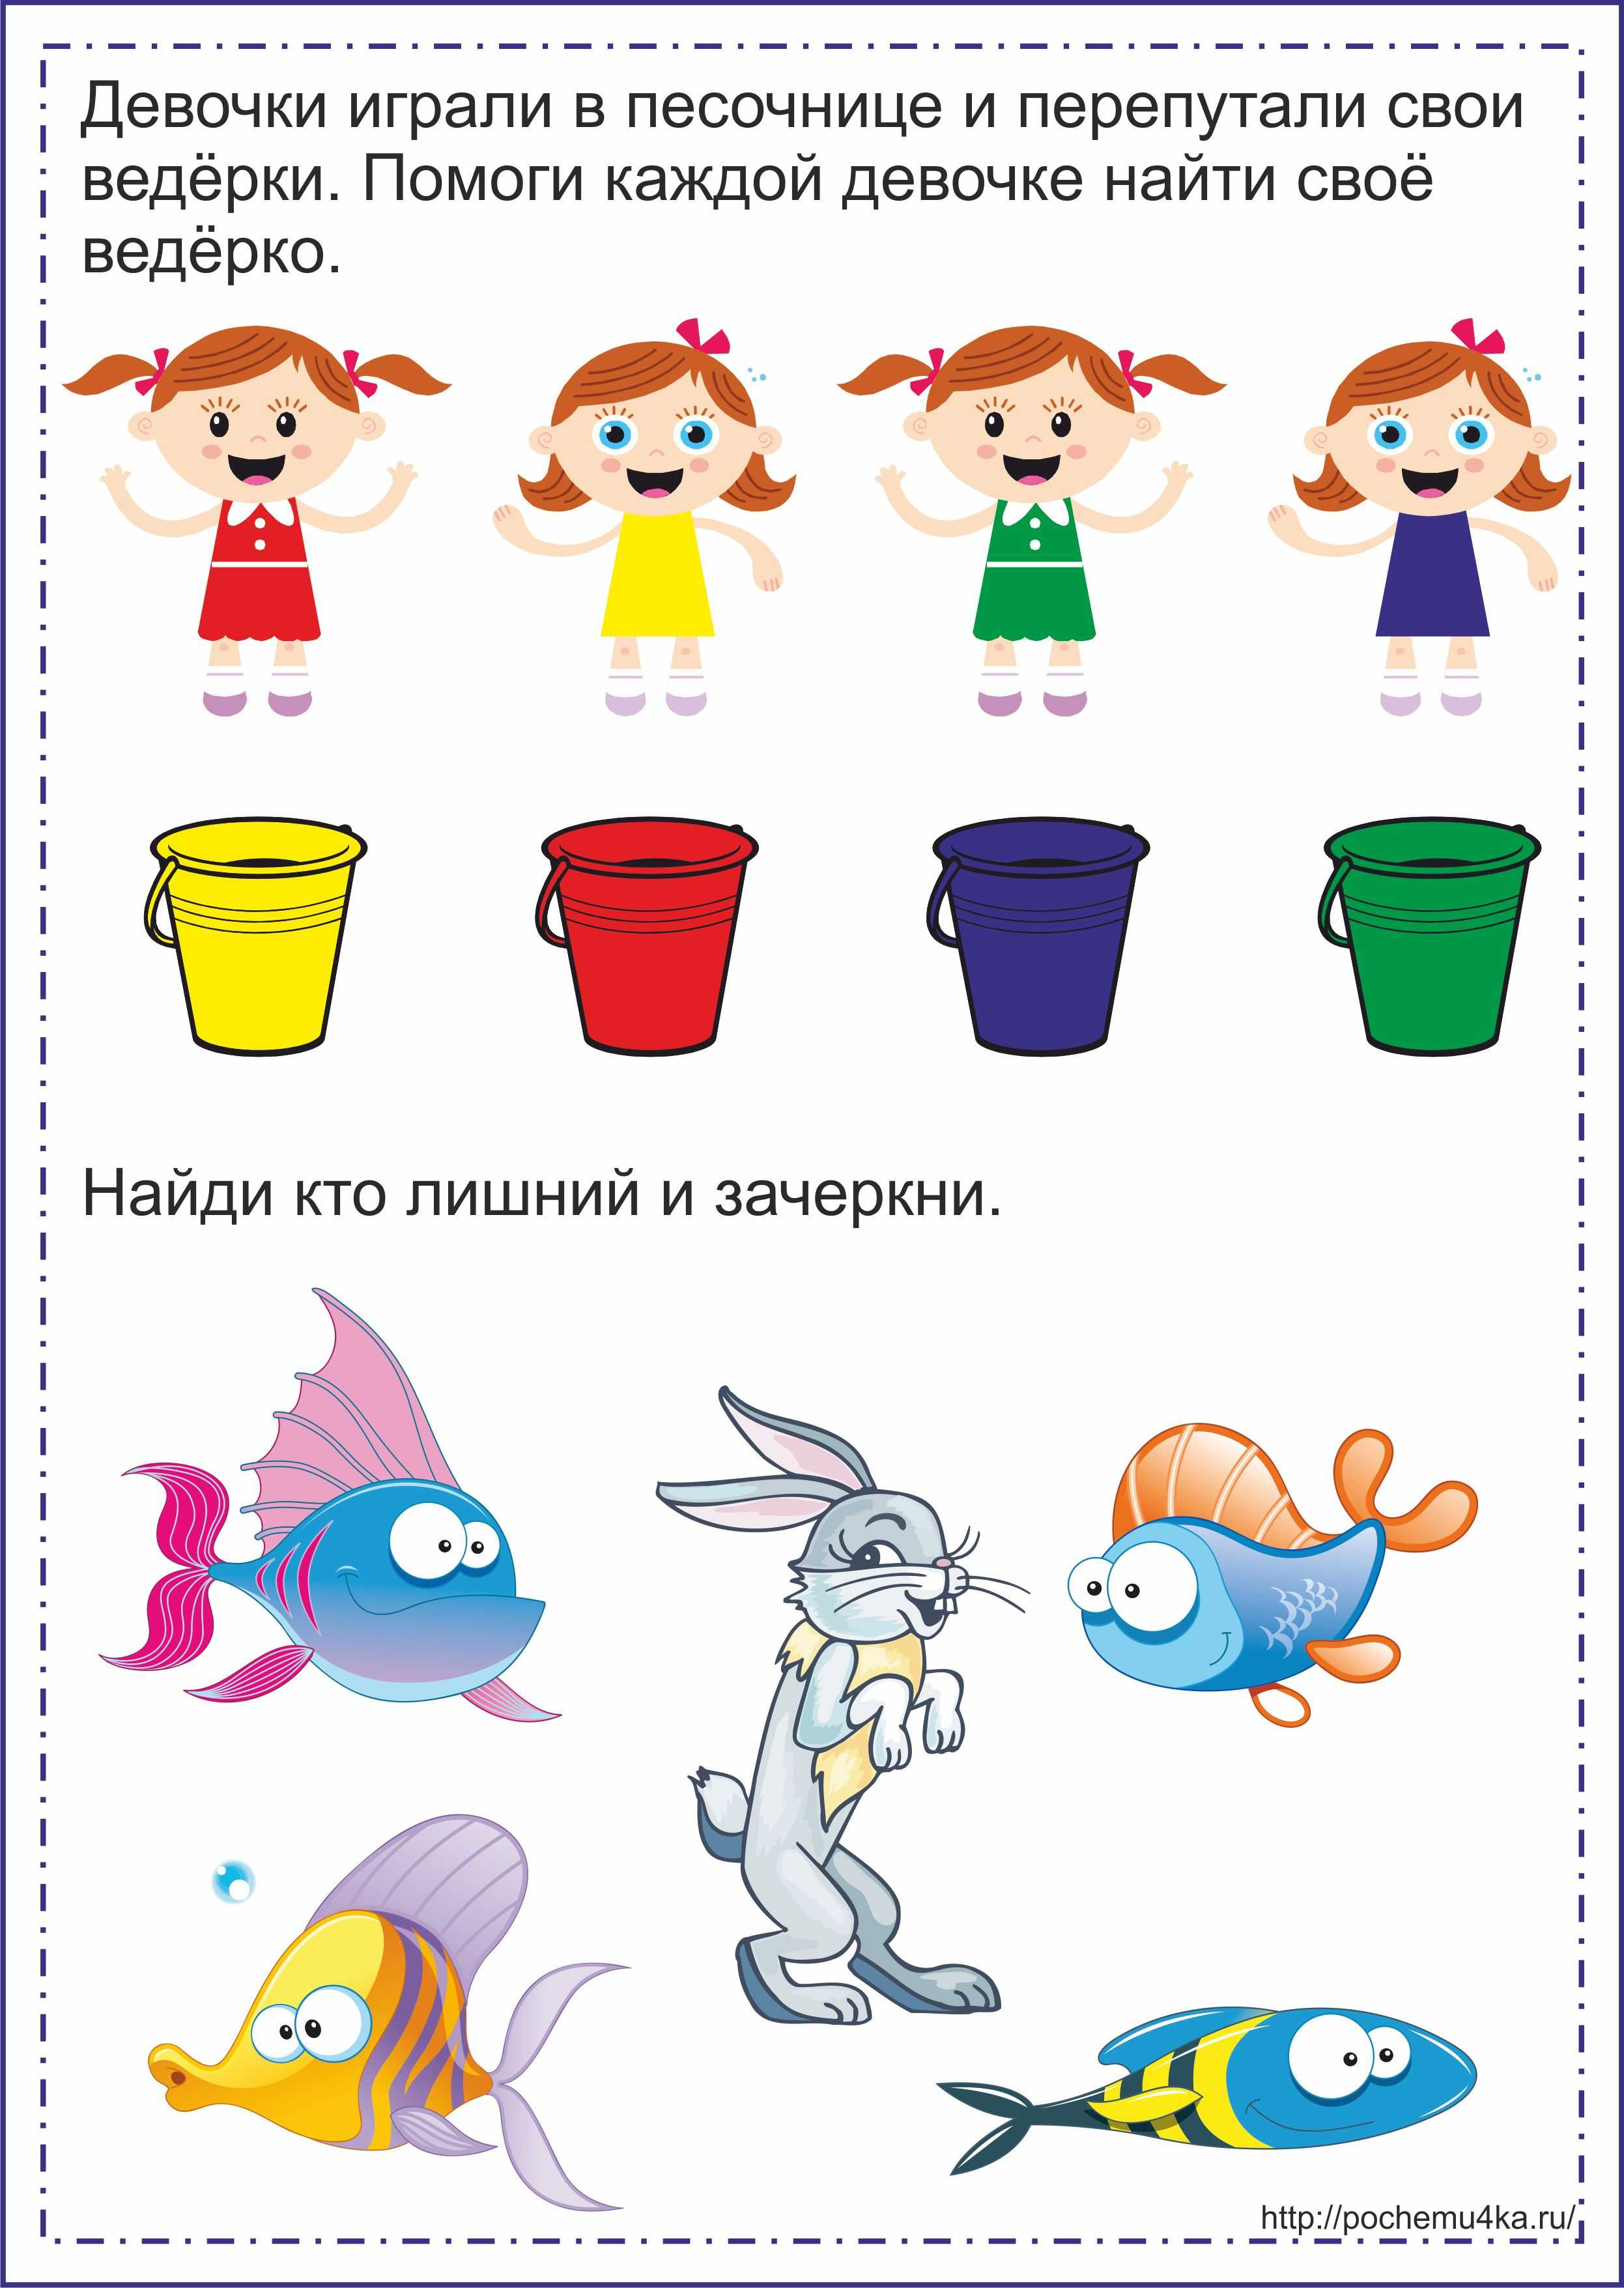 Девочки играли в песочнице и перепутали свои
ведёрки. Помоги каждой девочке найти своё
ведёрко.
Найди кто лишний и зачеркни.
http://pochemu4ka.ru/